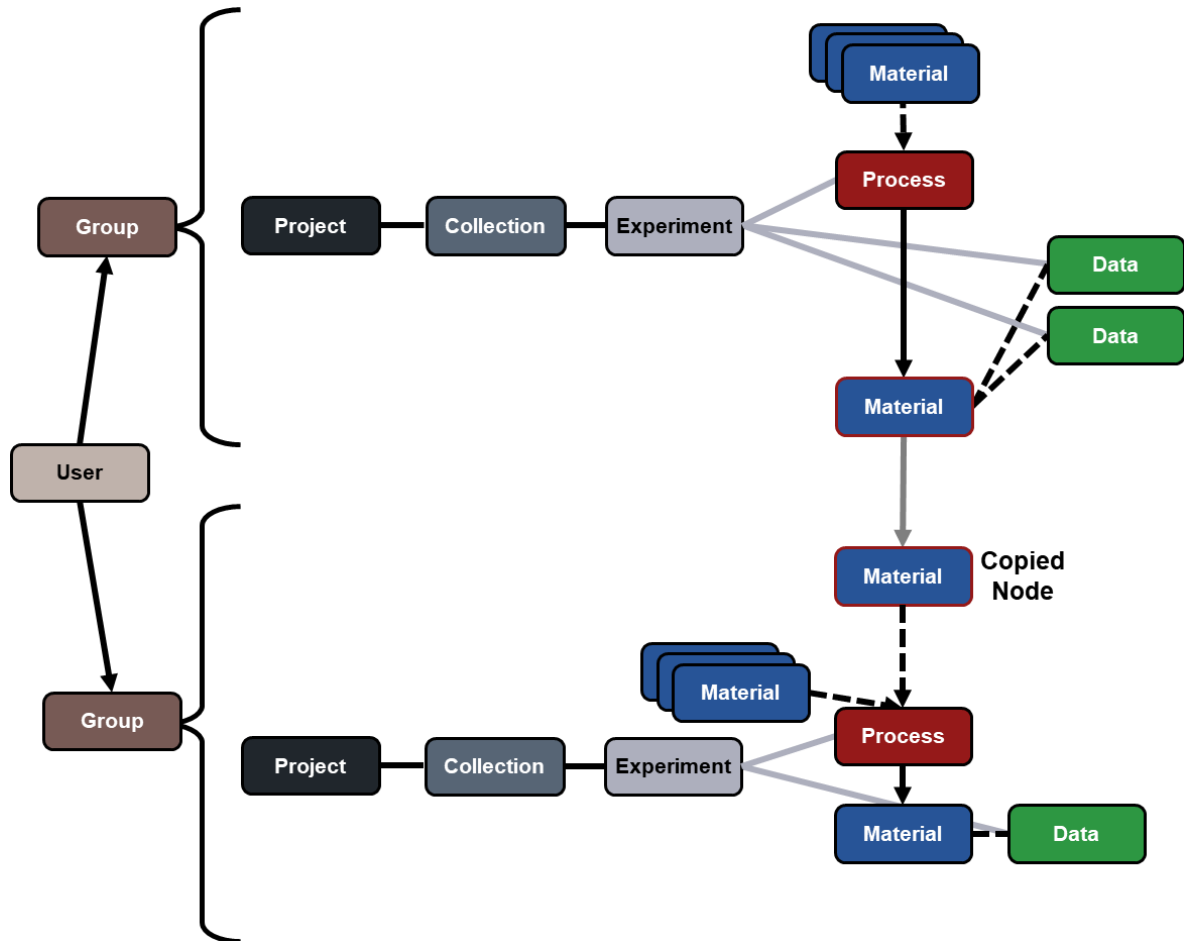 Material
Process
Group
Project
Collection
Experiment
Data
Data
Material
User
Material
Copied
Node
Material
Group
Process
Project
Collection
Experiment
Material
Data